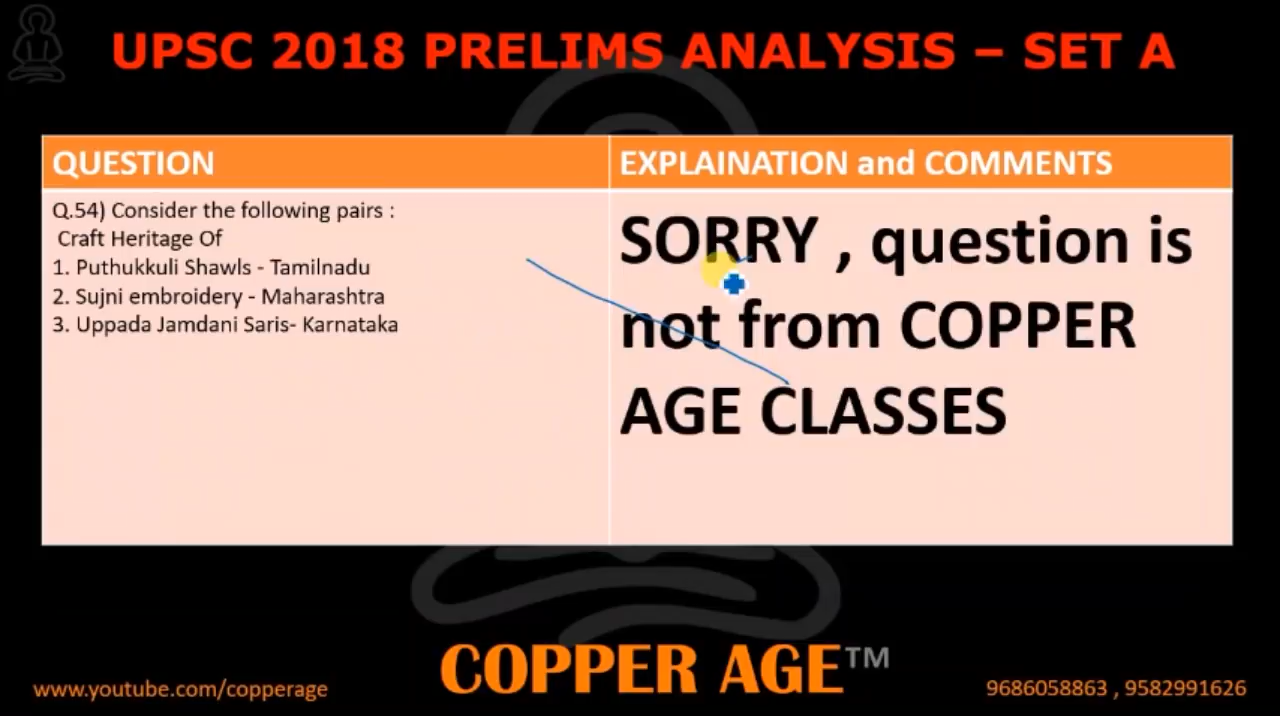 UPSC 2018 PRELIMS ANALYSIS – SET A
QUESTION
EXPLAINATION and COMMENTS
Q.54) Consider the following pairs :
Craft Heritage Of
1. Puthukkuli Shawls - Tamilnadu
2. Sujni embroidery - Maharashtra
3. Uppada Jamdani Saris- Karnataka
SORRY , question is
not from COPPER
AGE CLASSES
COPPER AGE™
www.youtube.com/copperage
9686058863 , 9582991626